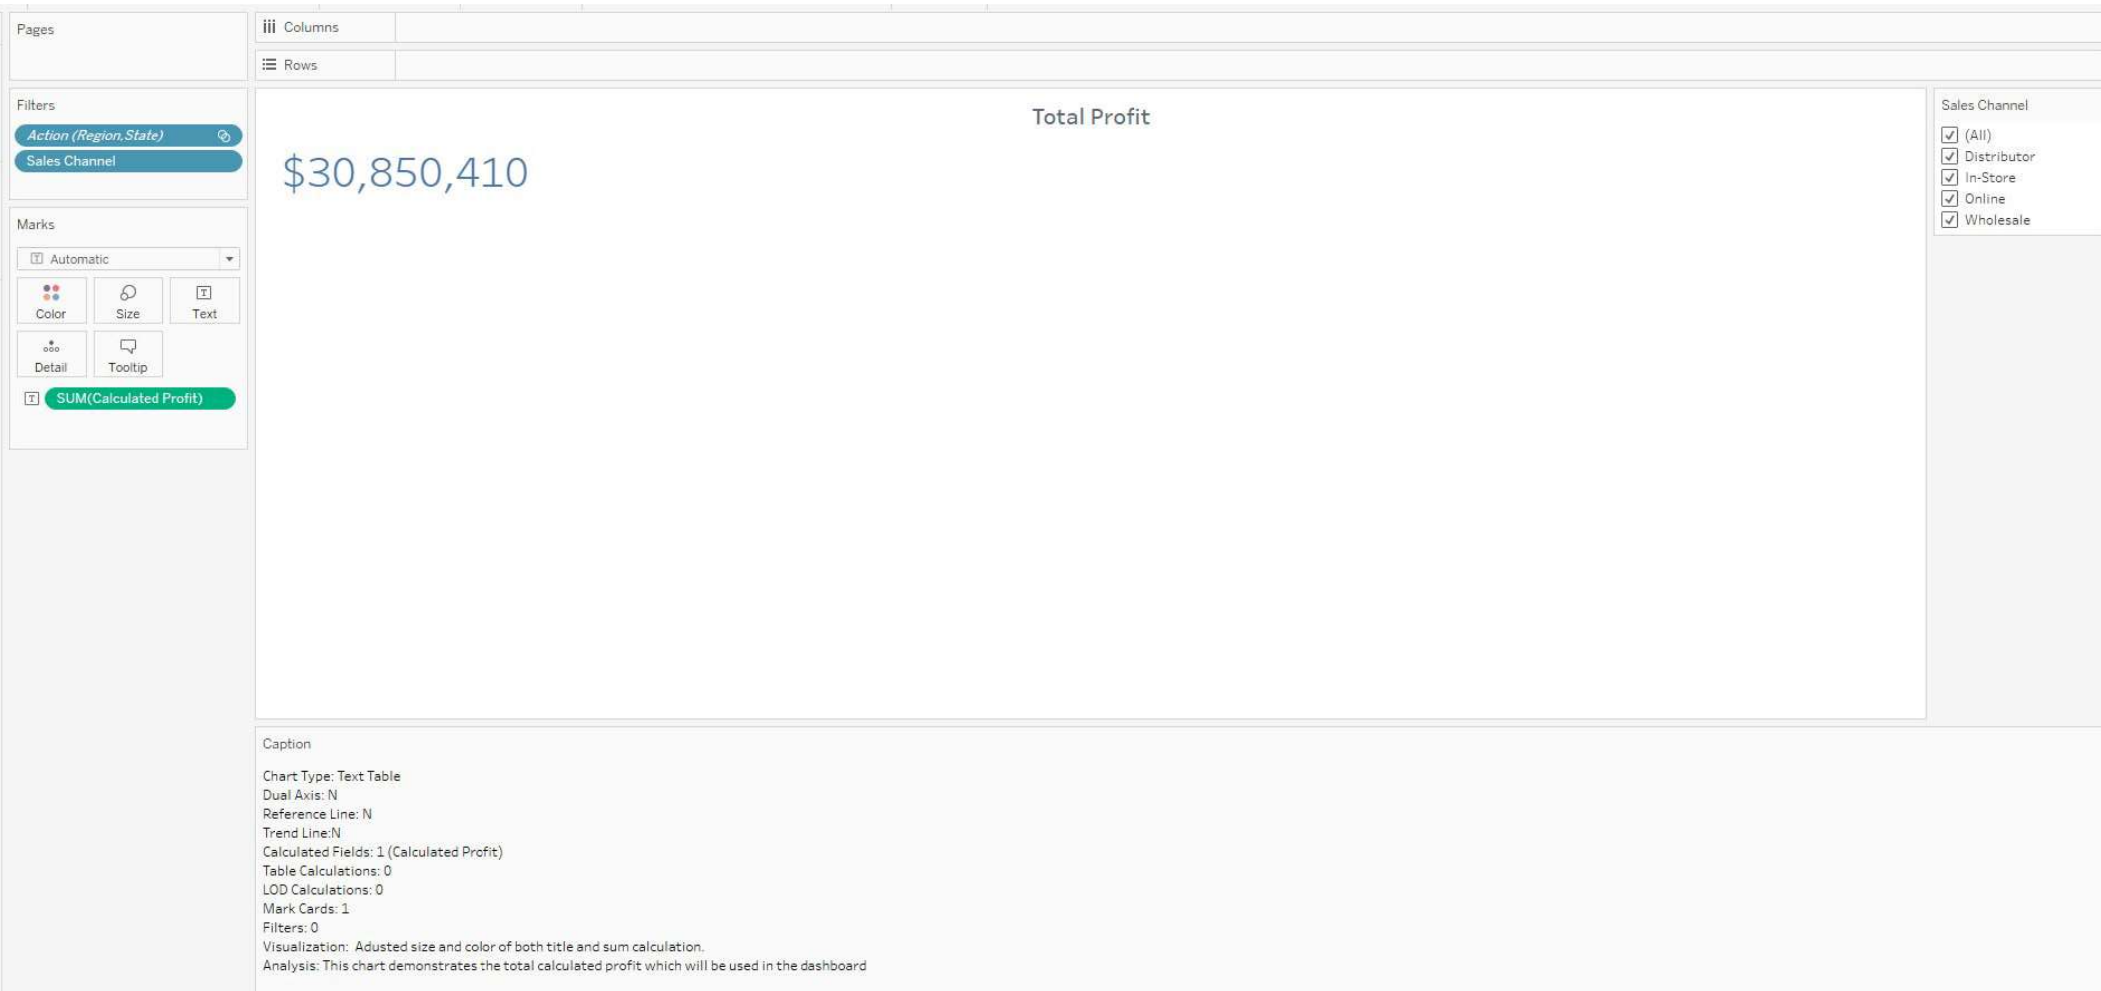 Pages
Columns
Rows
Filters
Action (Region,State)
Sales Channel
Marks
Automatic
Color
Size
Text
Detail
Tooltip
SUM(Calculated Profit)
Total Profit
$30,850,410
Sales Channel
(All)
Distributor
In-Store
Online
Wholesale
Caption
Chart Type: Text Table
Dual Axis: N
Reference Line: N
Trend Line:N
Calculated Fields: 1 (Calculated Profit)
Table Calculations: 0
LOD Calculations: 0
Mark Cards: 1
Filters: 0
Visualization:  Adusted size and color of both title and sum calculation.
Analysis: This chart demonstrates the total calculated profit which will be used in the dashboard